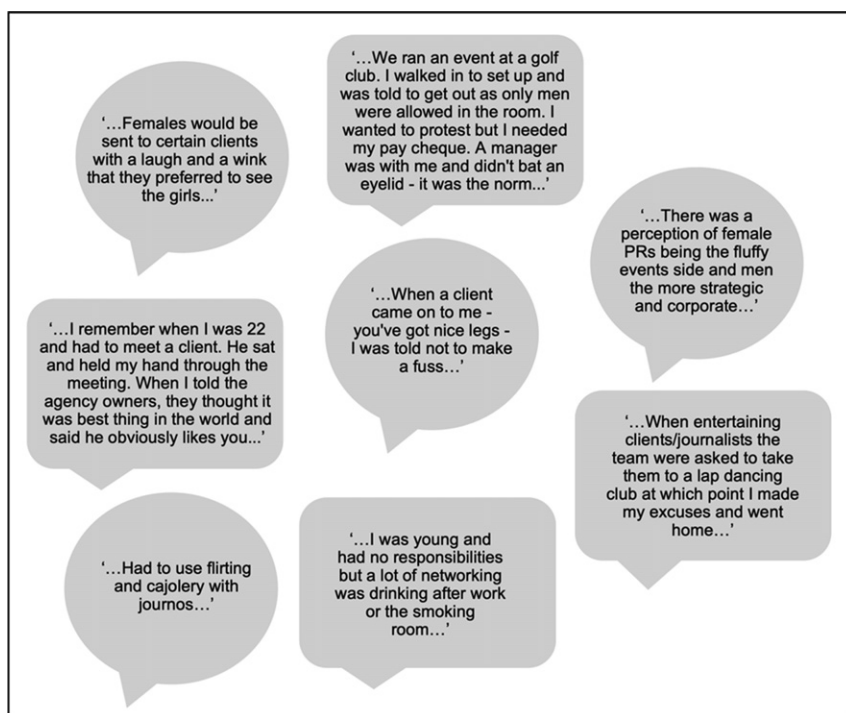 ‘…Females would be
sent to certain clients
with a laugh and a wink
that they preferred to see
the girls...’
‘…We ran an event at a golf
club. I walked in to set up and
was told to get out as only men
were allowed in the room. I
wanted to protest but I needed
my pay cheque. A manager
was with me and didn't bat an
eyelid - it was the norm...’
‘…There was a
perception of female
PRs being the fluffy
events side and men
the more strategic
and corporate…’
‘…I remember when I was 22
and had to meet a client. He sat
and held my hand through the
meeting. When I told the
agency owners, they thought it
was best thing in the world and
said he obviously likes you...’
‘…When a client
came on to me -
you've got nice legs -
I was told not to make
a fuss…’
‘…When entertaining
clients/journalists the
team were asked to take
them to a lap dancing
club at which point I made
my excuses and went
home…’
‘…Had to use flirting
and cajolery with
journos…’
‘…I was young and
had no responsibilities
but a lot of networking
was drinking after work
or the smoking
room…’